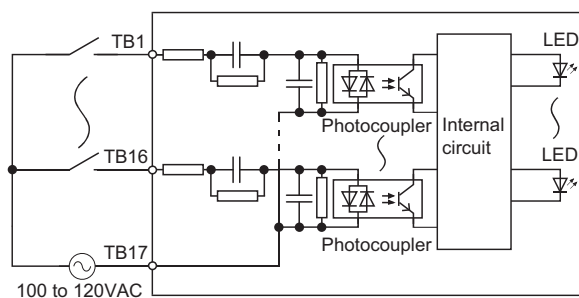 TB1
LED
Photocoupler
Internal
circuit
TB16
LED
TB17
Photocoupler
100 to 120VAC